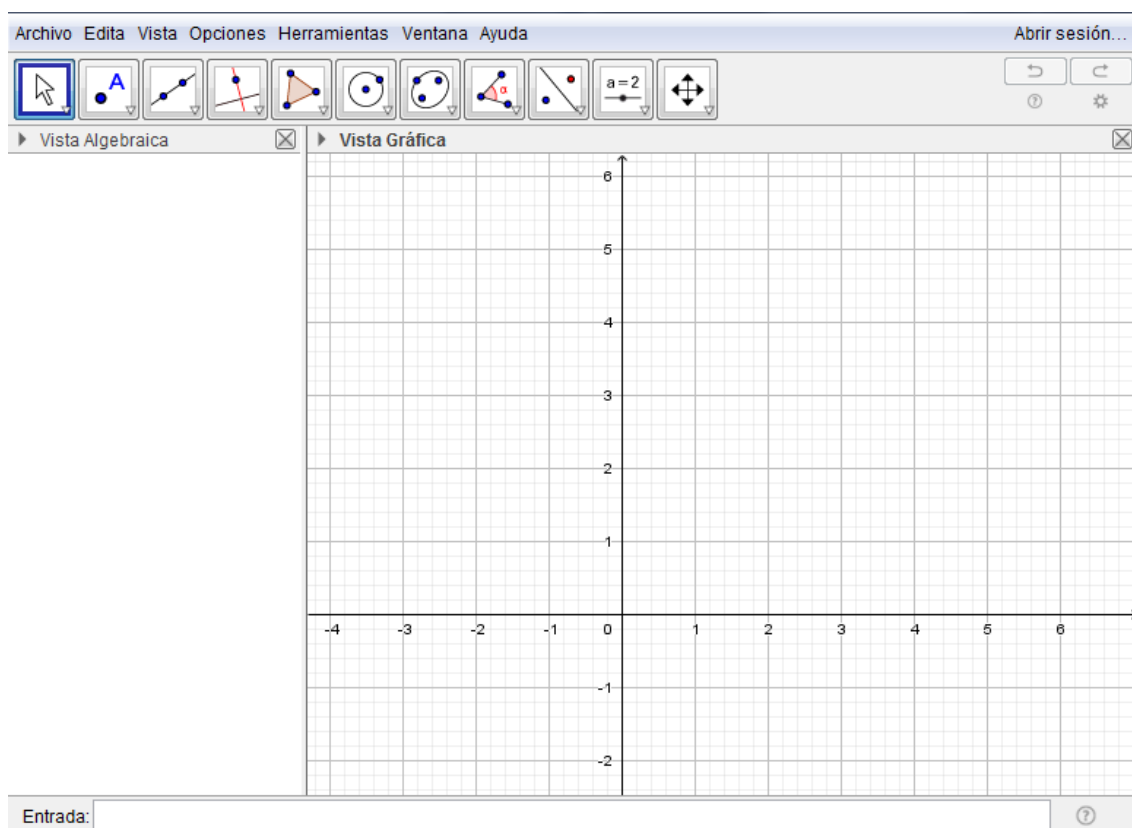 Archivo Edita Vista Opciones Herramientas Ventana Ayuda Abrir sesión...
A α a=2
Vista Algebraica Vista Gráfica
6
5
4
3
2
1
-4 -3 -2 -1 0 1 2 3 4 5 6
-1
-2
Entrada: